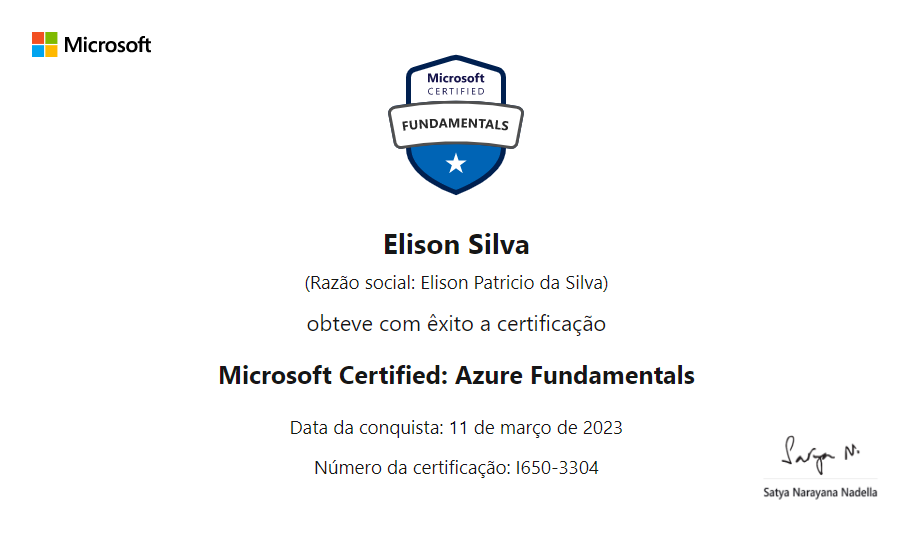 Microsoft
Microsoft
CERTIFIED
FUNDAMENTALS
Elison Silva
(Razão social: Elison Patricio da Silva)
obteve com êxito a certificação
Microsoft Certified: Azure Fundamentals
Data da conquista: 11 de março de 2023
Número da certificação: I650-3304
Satya N.
Satya Narayana Nadella